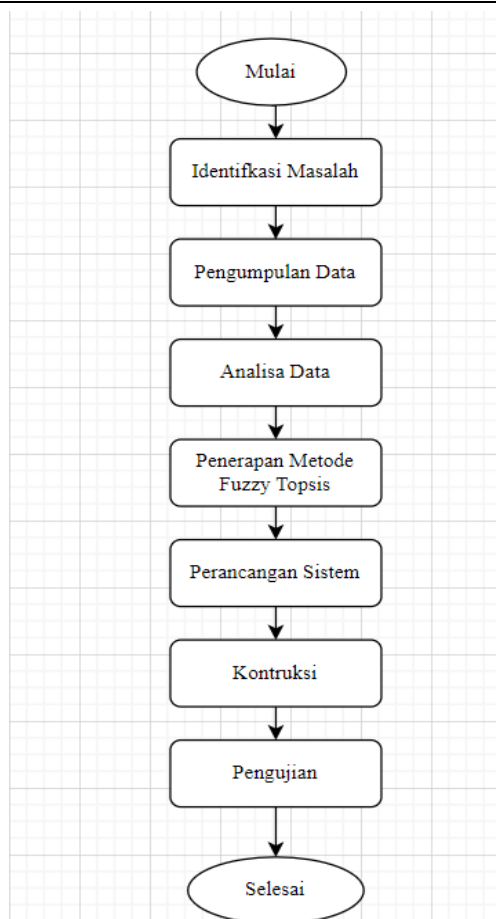 Mulai
Identifkasi Masalah
Pengumpulan Data
Analisa Data
Penerapan Metode
Fuzzy Topsis
Perancangan Sistem
Kontruksi
Pengujian
Selesai